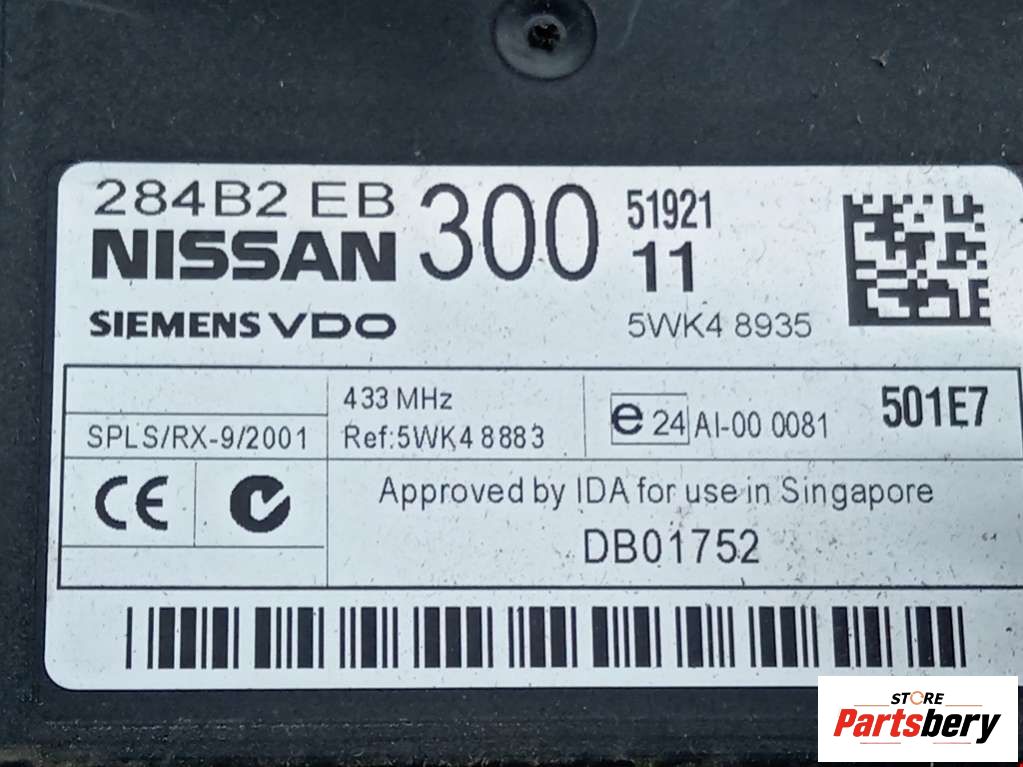 284B2 EB 300 51921
NISSAN 11
SIEMENS VDO 5WK4 8935
433 MHz
SPLS/RX-9/2001 Ref:5WK4 8883 e 24 AI-00 0081 501E7
CE Approved by IDA for use in Singapore
DB01752
STORE
Partsbery